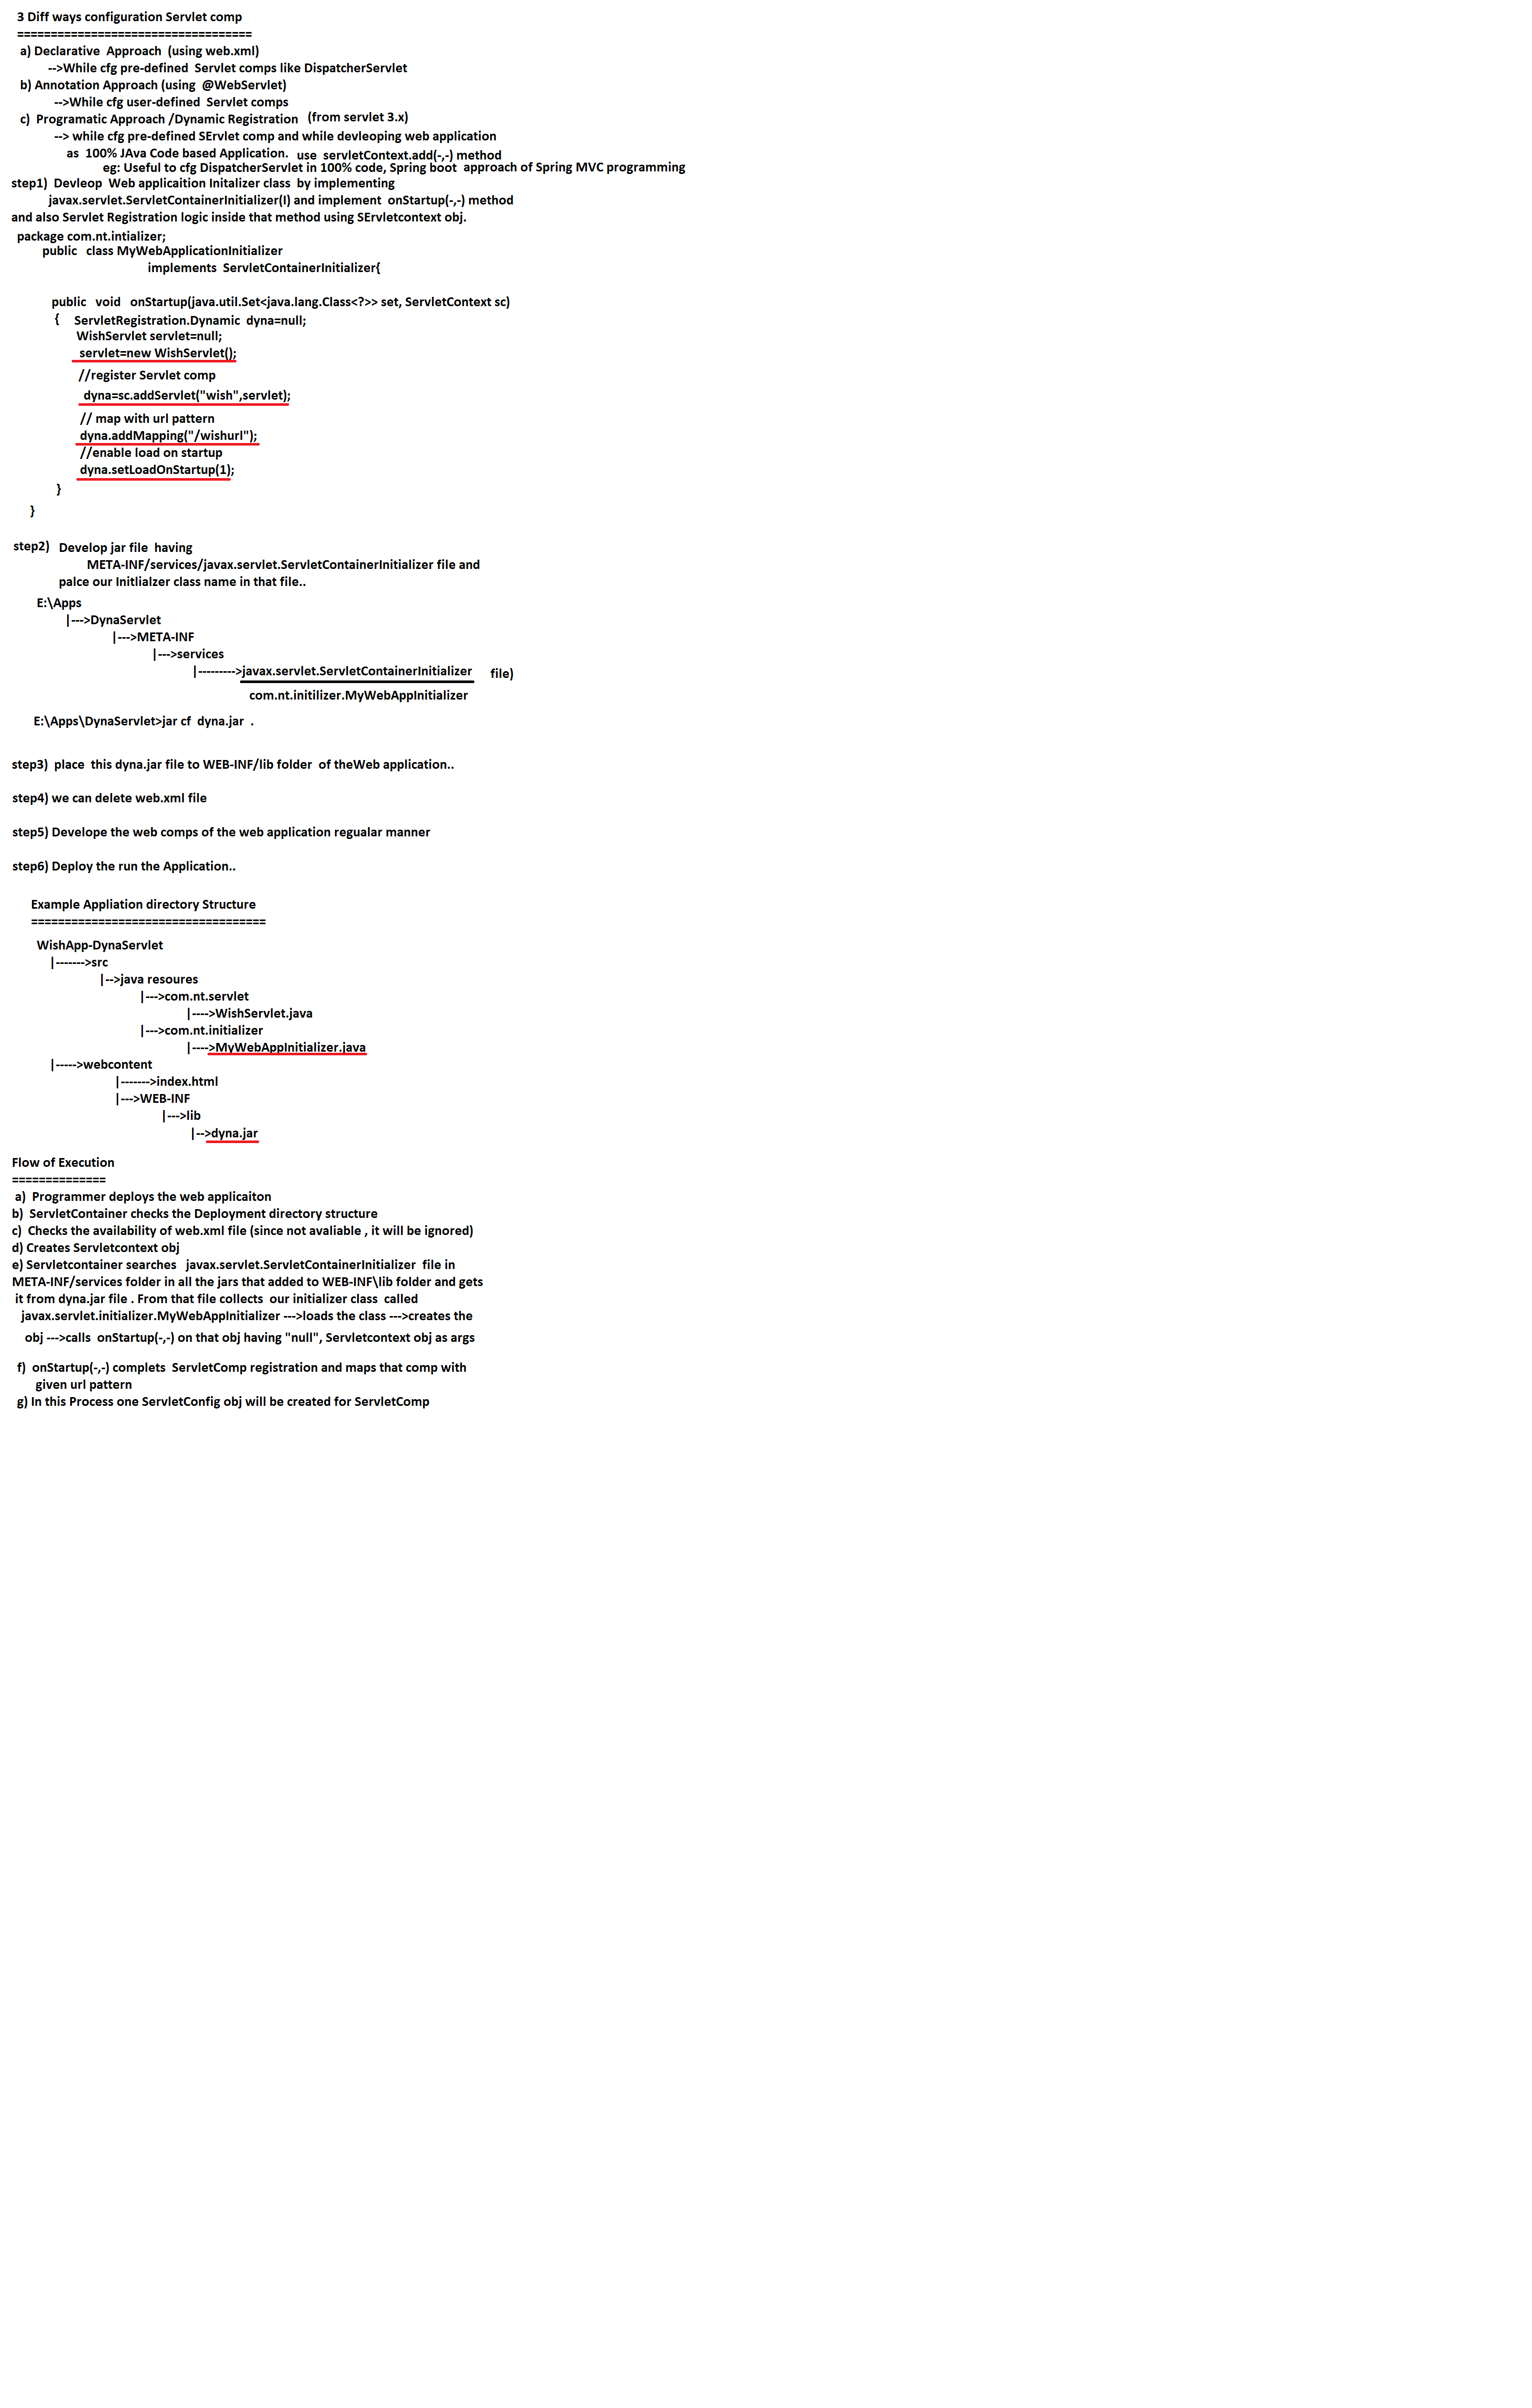 3 Diff ways configuration Servlet comp
===================================
a) Declarative  Approach  (using web.xml)
-->While cfg pre-defined  Servlet comps like DispatcherServlet
b) Annotation Approach (using  @WebServlet)
-->While cfg user-defined  Servlet comps
c)  Programatic Approach /Dynamic Registration   (from servlet 3.x)
--> while cfg pre-defined SErvlet comp and while devleoping web application
as  100% JAva Code based Application.   use  servletContext.add(-,-) method
eg: Useful to cfg DispatcherServlet in 100% code, Spring boot  approach of Spring MVC programming
step1)  Devleop  Web applicaition Initalizer class  by implementing
javax.servlet.ServletContainerInitializer(I) and implement  onStartup(-,-) method
and also Servlet Registration logic inside that method using SErvletcontext obj.
package com.nt.intializer;
public   class MyWebApplicationInitializer
implements  ServletContainerInitializer{
public   void   onStartup(java.util.Set<java.lang.Class<?>> set, ServletContext sc)
{    ServletRegistration.Dynamic  dyna=null;
WishServlet servlet=null;
servlet=new WishServlet();
//register Servlet comp
dyna=sc.addServlet("wish",servlet);
// map with url pattern
dyna.addMapping("/wishurl");
//enable load on startup
dyna.setLoadOnStartup(1);
}
}
step2)   Develop jar file  having
META-INF/services/javax.servlet.ServletContainerInitializer file and
palce our Initlialzer class name in that file..
E:\Apps
|--->DynaServlet
|--->META-INF
|--->services
|--------->javax.servlet.ServletContainerInitializer     file)
com.nt.initilizer.MyWebAppInitializer
E:\Apps\DynaServlet>jar cf  dyna.jar  .
step3)  place  this dyna.jar file to WEB-INF/lib folder  of theWeb application..
step4) we can delete web.xml file
step5) Develope the web comps of the web application regualar manner
step6) Deploy the run the Application..
Example Appliation directory Structure
===================================
WishApp-DynaServlet
|------->src
|-->java resoures
|--->com.nt.servlet
|---->WishServlet.java
|--->com.nt.initializer
|---->MyWebAppInitializer.java
|----->webcontent
|------->index.html
|--->WEB-INF
|--->lib
|-->dyna.jar
Flow of Execution
==============
a)  Programmer deploys the web applicaiton
b)  ServletContainer checks the Deployment directory structure
c)  Checks the availability of web.xml file (since not avaliable , it will be ignored)
d) Creates Servletcontext obj
e) Servletcontainer searches   javax.servlet.ServletContainerInitializer  file in
META-INF/services folder in all the jars that added to WEB-INF\lib folder and gets
it from dyna.jar file . From that file collects  our initializer class  called
javax.servlet.initializer.MyWebAppInitializer --->loads the class --->creates the
obj --->calls  onStartup(-,-) on that obj having "null", Servletcontext obj as args
f)  onStartup(-,-) complets  ServletComp registration and maps that comp with
given url pattern
g) In this Process one ServletConfig obj will be created for ServletComp